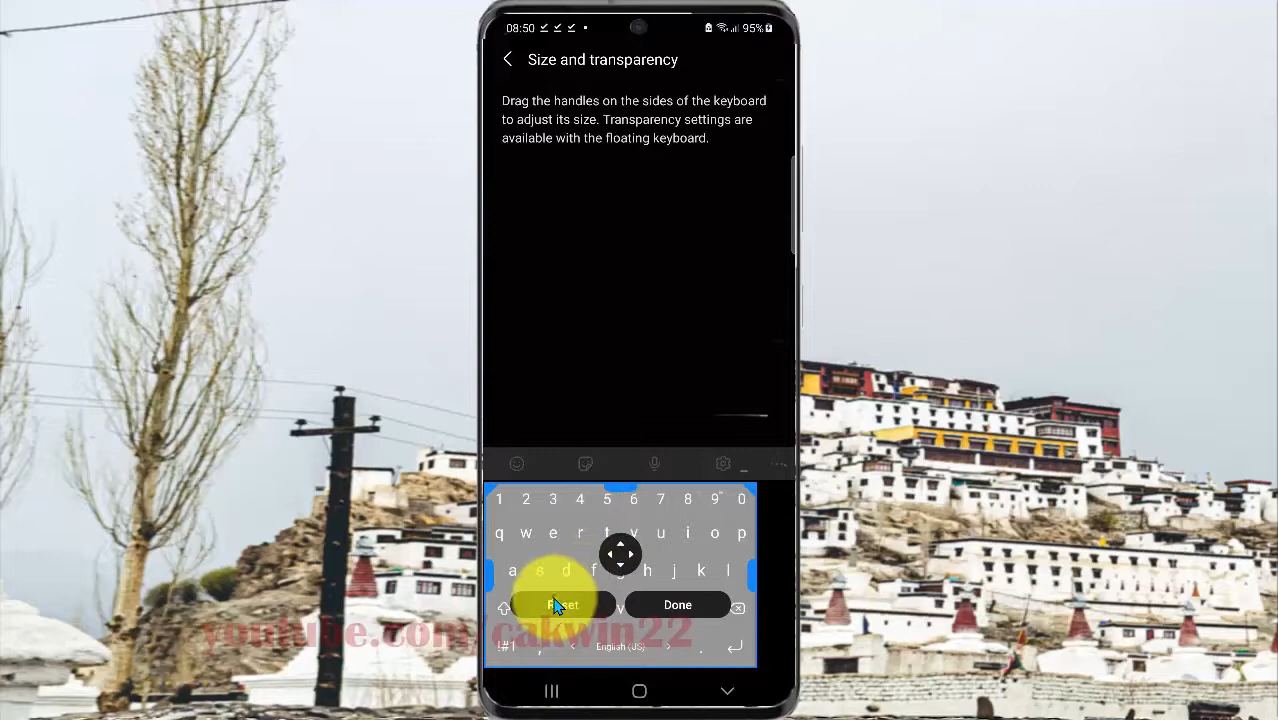 08:50
95%
Size and transparency
Drag the handles on the sides of the keyboard
to adjust its size. Transparency settings are
available with the floating keyboard.
1 2 3 4 5 6 7 8 9 0
q w e r t y u i o p
a s d f g h j k l
Reset v Done
!#1 , < English (US) > .
youtube.com/cakwin22